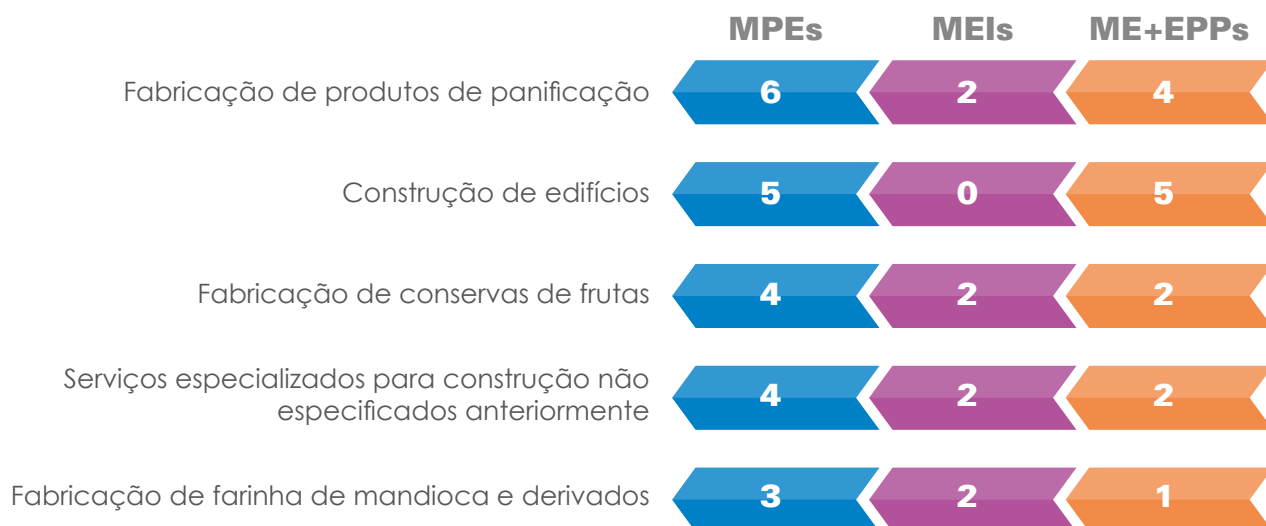 MPEs MEIs ME+EPPs
Fabricação de produtos de panificação 6 2 4
Construção de edifícios 5 0 5
Fabricação de conservas de frutas 4 2 2
Serviços especializados para construção não
especificados anteriormente 4 2 2
Fabricação de farinha de mandioca e derivados 3 2 1